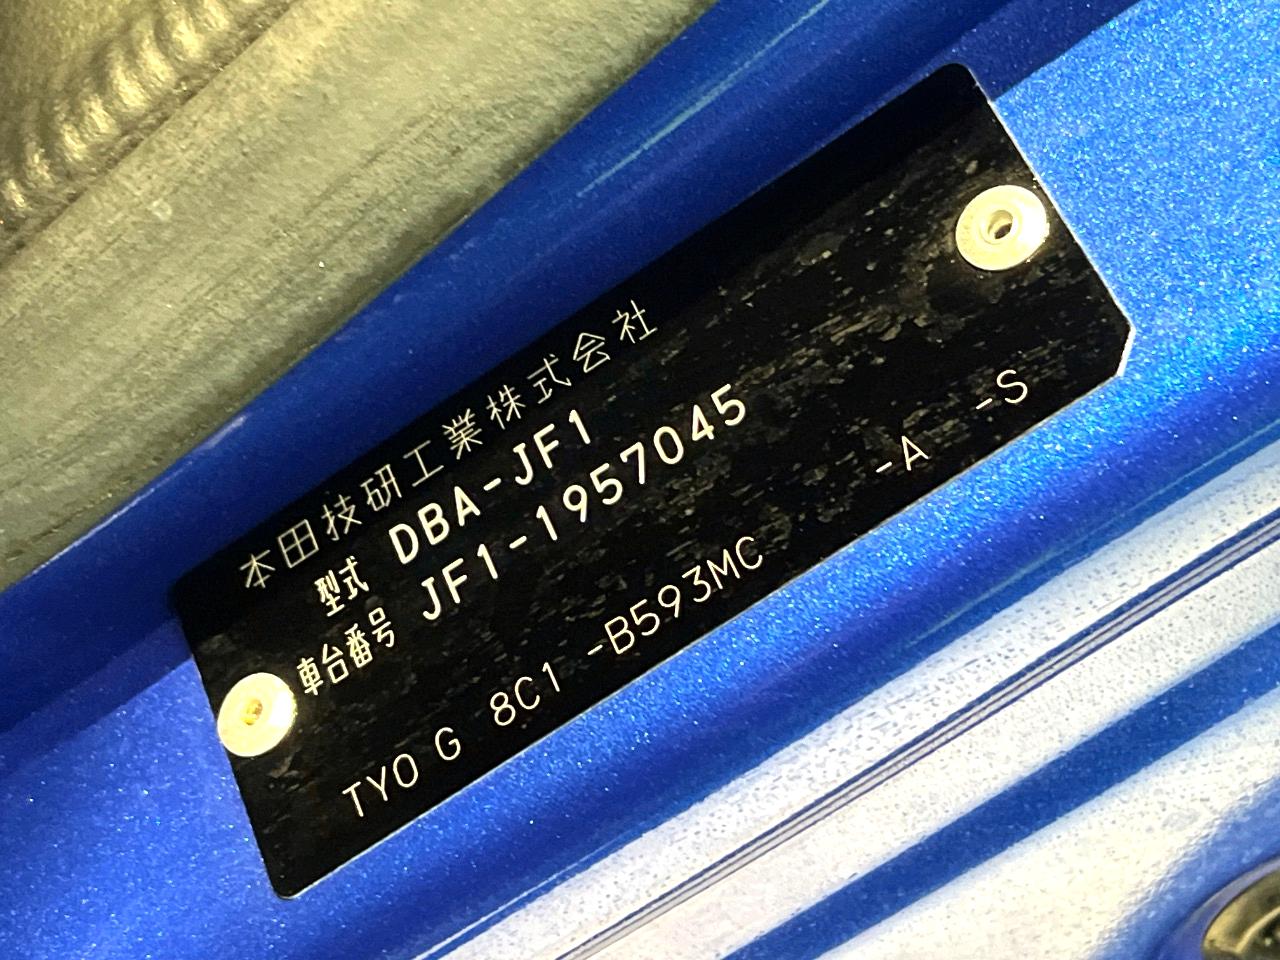 本田技研工業株式会社
型式 DBA-JF1
車台番号 JF1-1957045
TYO G 8C1 -B593MC -A -S